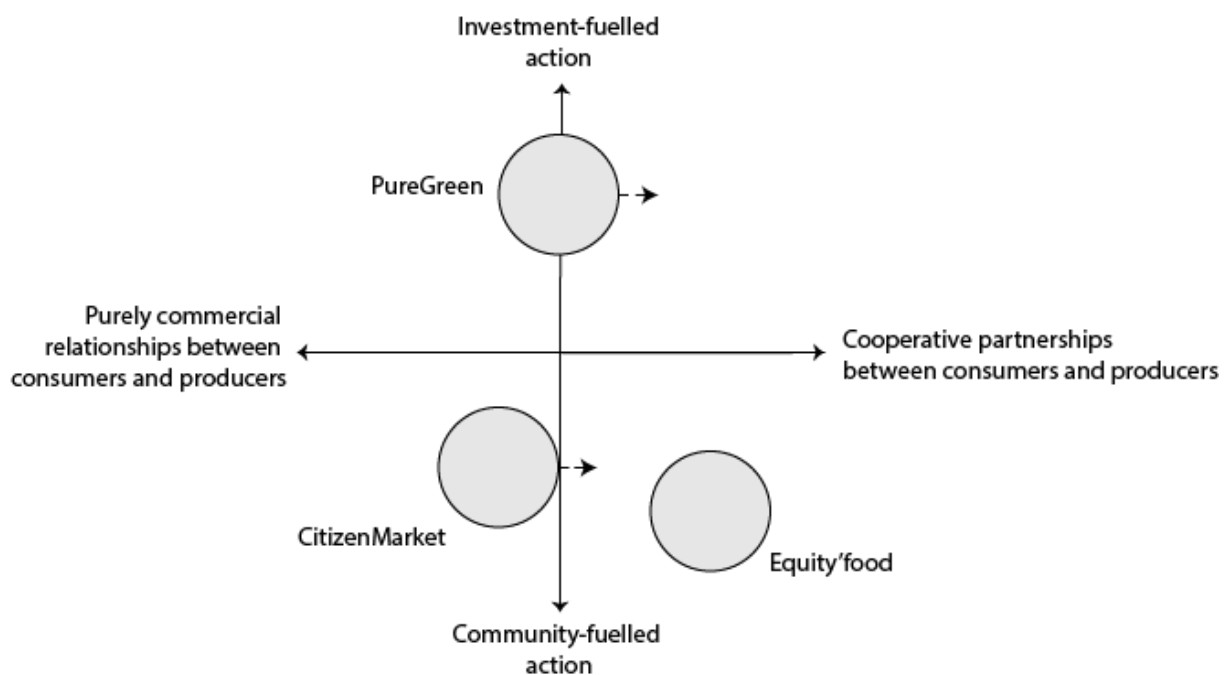 Investment-fuelled
action
PureGreen
Purely commercial
relationships between
consumers and producers
Cooperative partnerships
between consumers and producers
CitizenMarket
Equity'food
Community-fuelled
action